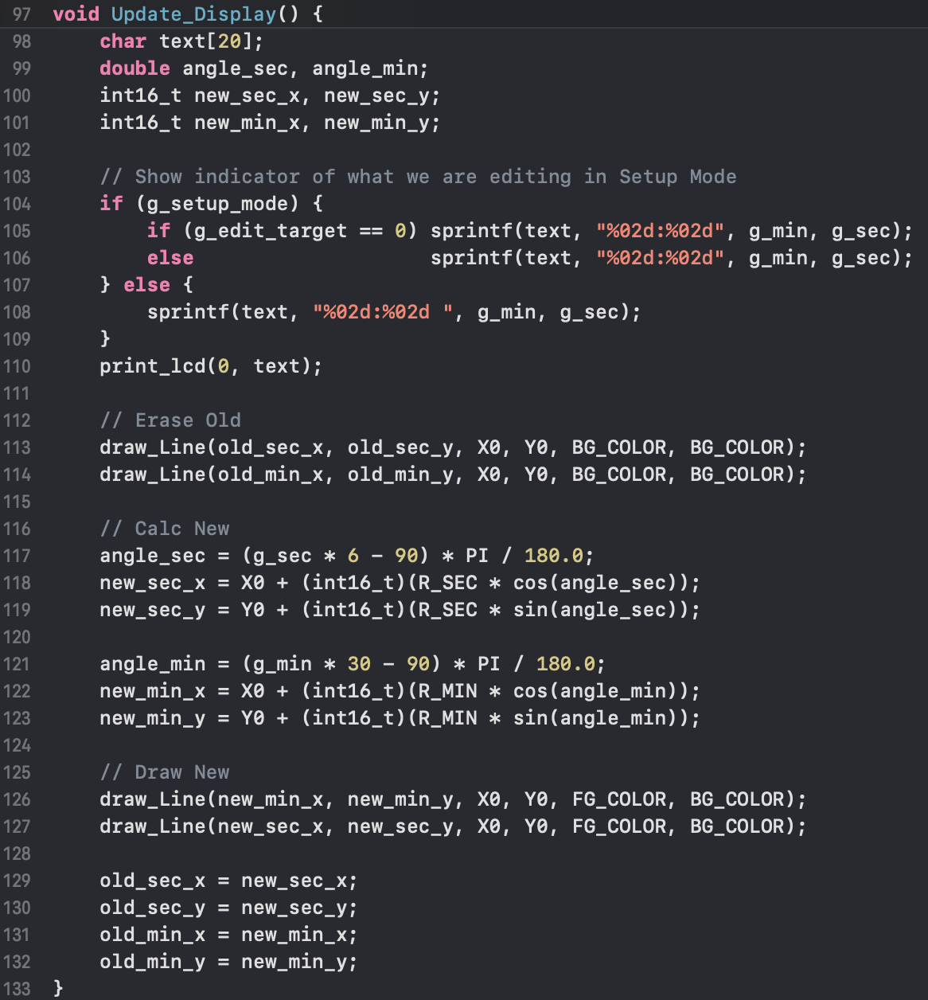 97 void Update_Display() {
98     char text[20];
99     double angle_sec, angle_min;
100     int16_t new_sec_x, new_sec_y;
101     int16_t new_min_x, new_min_y;
102
103     // Show indicator of what we are editing in Setup Mode
104     if (g_setup_mode) {
105         if (g_edit_target == 0) sprintf(text, "%02d:%02d", g_min, g_sec);
106         else                    sprintf(text, "%02d:%02d", g_min, g_sec);
107     } else {
108         sprintf(text, "%02d:%02d ", g_min, g_sec);
109     }
110     print_lcd(0, text);
111
112     // Erase Old
113     draw_Line(old_sec_x, old_sec_y, X0, Y0, BG_COLOR, BG_COLOR);
114     draw_Line(old_min_x, old_min_y, X0, Y0, BG_COLOR, BG_COLOR);
115
116     // Calc New
117     angle_sec = (g_sec * 6 - 90) * PI / 180.0;
118     new_sec_x = X0 + (int16_t)(R_SEC * cos(angle_sec));
119     new_sec_y = Y0 + (int16_t)(R_SEC * sin(angle_sec));
120
121     angle_min = (g_min * 30 - 90) * PI / 180.0;
122     new_min_x = X0 + (int16_t)(R_MIN * cos(angle_min));
123     new_min_y = Y0 + (int16_t)(R_MIN * sin(angle_min));
124
125     // Draw New
126     draw_Line(new_min_x, new_min_y, X0, Y0, FG_COLOR, BG_COLOR);
127     draw_Line(new_sec_x, new_sec_y, X0, Y0, FG_COLOR, BG_COLOR);
128
129     old_sec_x = new_sec_x;
130     old_sec_y = new_sec_y;
131     old_min_x = new_min_x;
132     old_min_y = new_min_y;
133 }